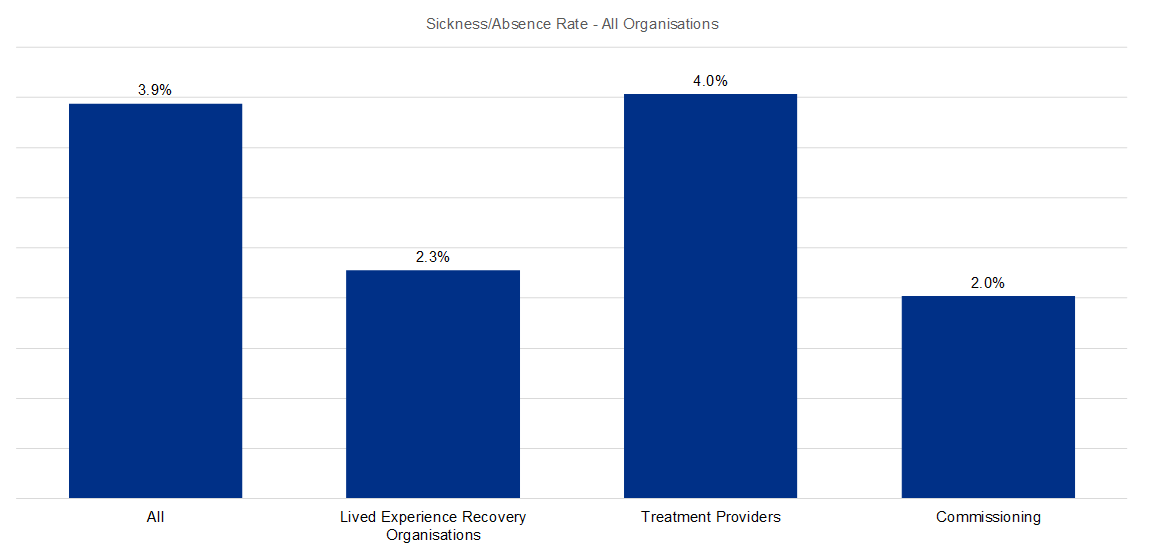 Sickness/Absence Rate - All Organisations
3.9%
2.3%
4.0%
2.0%
All
Lived Experience Recovery
Organisations
Treatment Providers
Commissioning